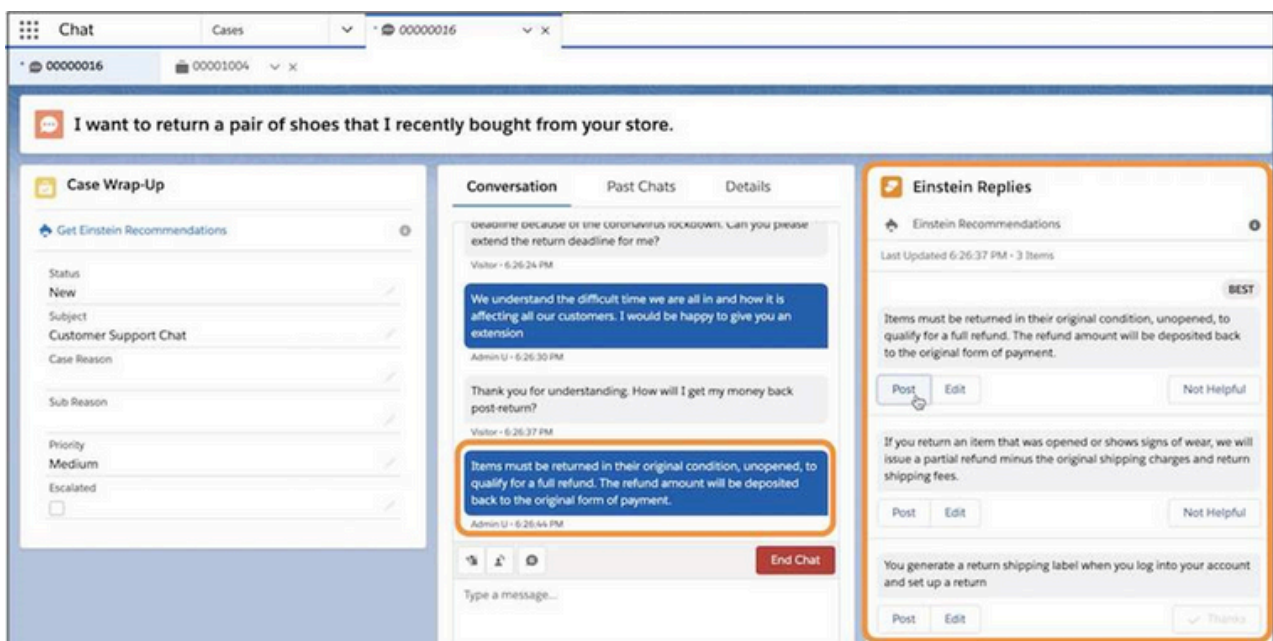 Chat
Cases
00000016
00000016
00001004
I want to return a pair of shoes that I recently bought from your store.
Case Wrap-Up
Get Einstein Recommendations
Status
New
Subject
Customer Support Chat
Case Reason
Sub Reason
Priority
Medium
Escalated
Conversation
Past Chats
Details
deadline because of the coronavirus lockdown. Can you please
extend the return deadline for me?
Visitor • 6:26:24 PM
We understand the difficult time we are all in and how it is
affecting all our customers. I would be happy to give you an
extension
Admin U • 6:26:30 PM
Thank you for understanding. How will I get my money back
post-return?
Visitor • 6:26:37 PM
Items must be returned in their original condition, unopened, to
qualify for a full refund. The refund amount will be deposited
back to the original form of payment.
Admin U • 6:26:44 PM
End Chat
Type a message...
Einstein Replies
Einstein Recommendations
Last Updated 6:26:37 PM • 3 Items
BEST
Items must be returned in their original condition, unopened, to
qualify for a full refund. The refund amount will be deposited back
to the original form of payment.
Post
Edit
Not Helpful
If you return an item that was opened or shows signs of wear, we will
issue a partial refund minus the original shipping charges and return
shipping fees.
Post
Edit
Not Helpful
You generate a return shipping label when you log into your account
and set up a return
Post
Edit
Thanks